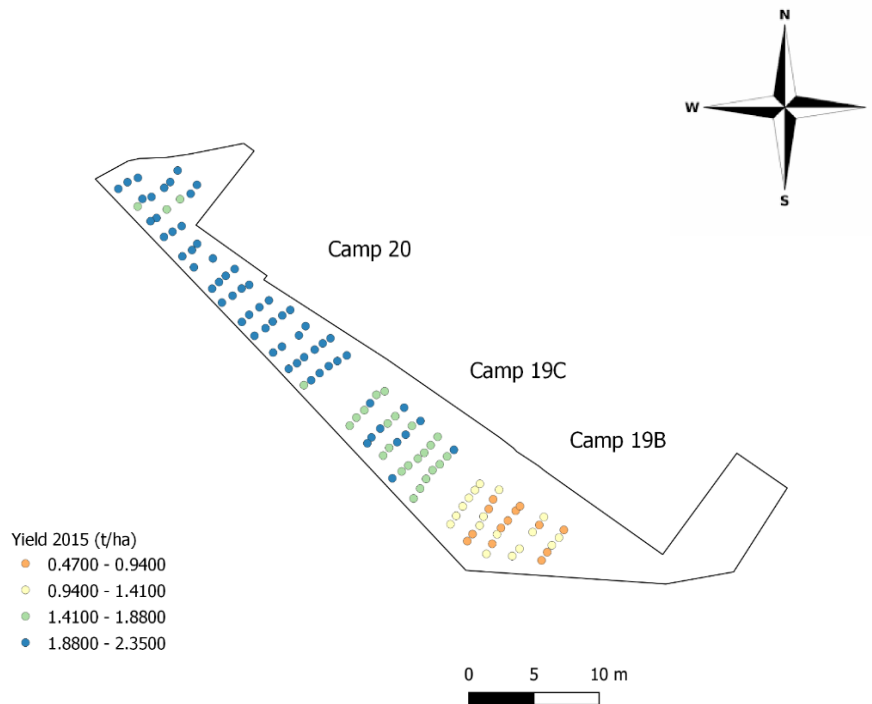 N
W
S
Camp 20
Camp 19C
Camp 19B
Yield 2015 (t/ha)
0.4700 - 0.9400
0.9400 - 1.4100
1.4100 - 1.8800
1.8800 - 2.3500
0 5 10 m